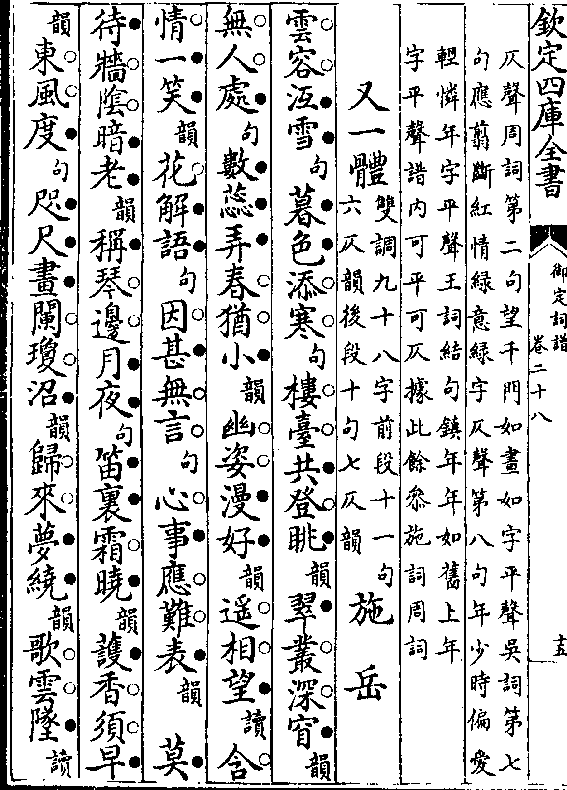 欽定四庫全書
御定詞譜
卷二十八
十五
仄聲周詞第二句望千門如晝如字平聲吳詞第七
句應翦斷紅情緑意緑字仄聲第八句年少時偏愛
輕憐年字平聲王詞結句鎮年年如舊上年
字平聲譜内可平可仄據此餘叅施詞周詞
又一體 雙調九十八字前段十一句六仄韻後段十句七仄韻 施岳
雲容冱雪句暮色添寒句樓臺共登眺韻翠叢深窅韻
無人處句數蕊弄春猶小韻幽姿漫好韻遥相望讀含
情一笑韻花解語句因甚無言句心事應難表韻 莫
待牆陰暗老韻稱琴邊月夜句笛裏霜曉韻護香須早
韻東風度句咫尺畫闌瓊沼韻歸來夢繞韻歌雲墜讀